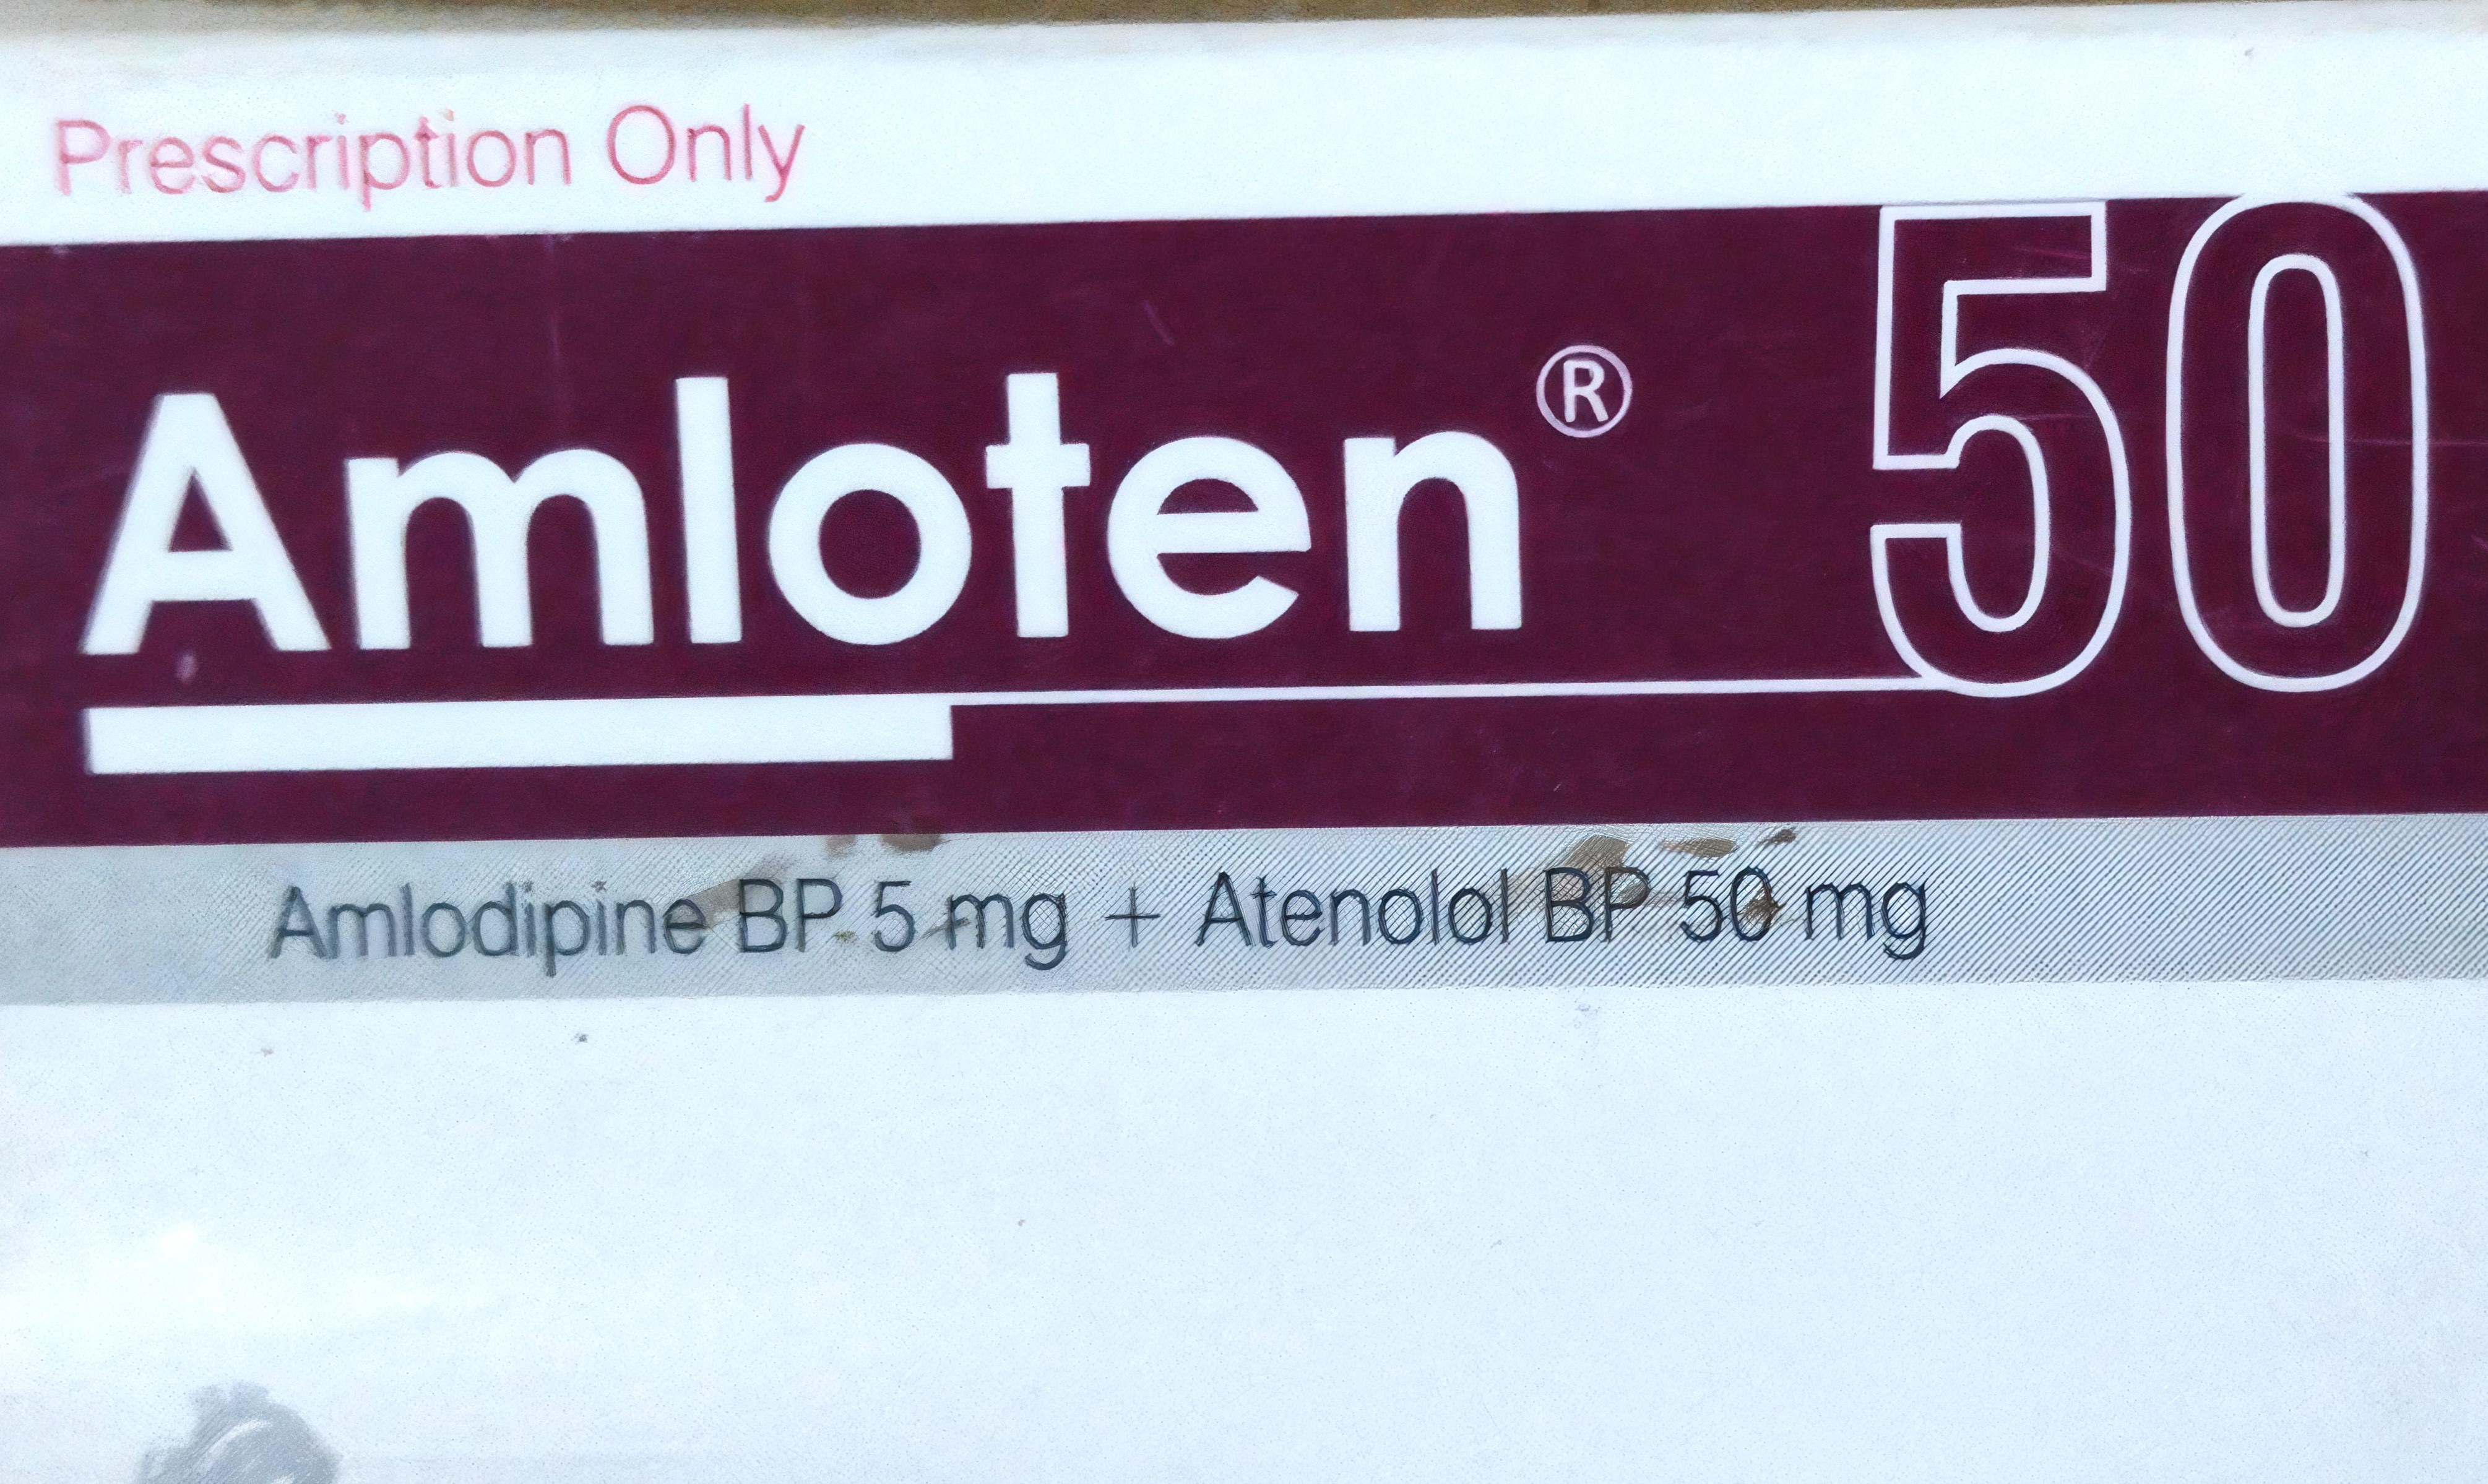 Prescription Only
Amloten® 50
Amlodipine BP 5 mg + Atenolol BP 50 mg